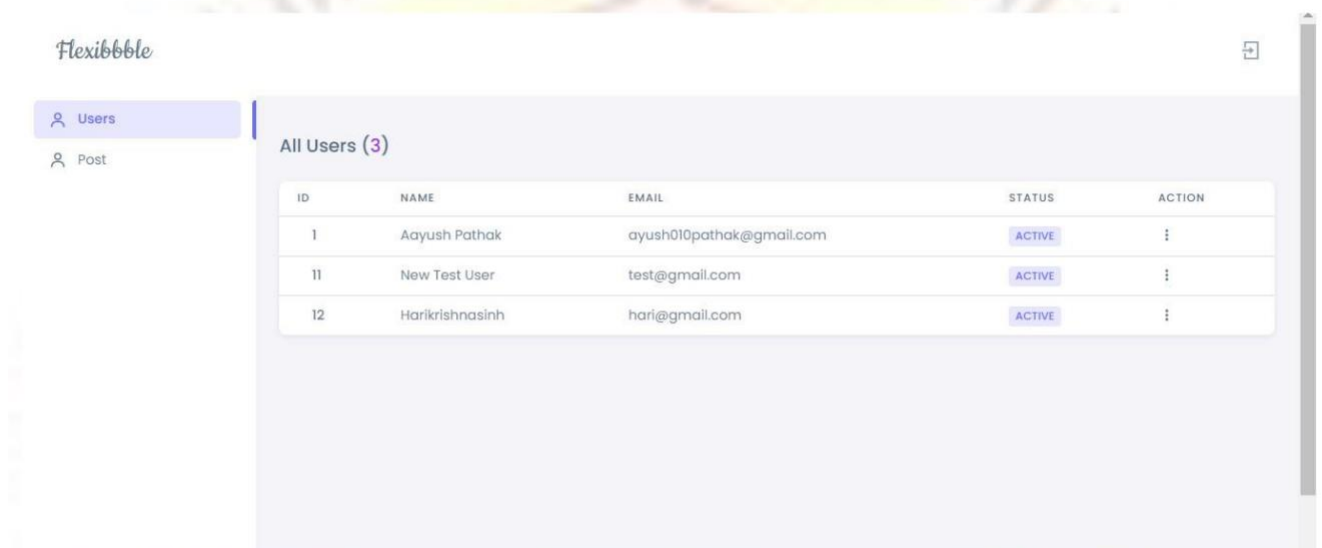 Flexibbble
Users
Post
All Users (3)
ID NAME EMAIL STATUS ACTION
1 Aayush Pathak ayush010pathak@gmail.com ACTIVE
11 New Test User test@gmail.com ACTIVE
12 Harikrishnasinh hari@gmail.com ACTIVE